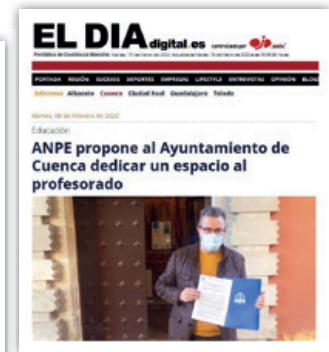 EL DIA digital.es
PORTADA REGIÓN SUCESOS DEPORTES EMPRESAS LIFESTYLE ENTREVISTAS OPINIÓN BLOG
Ediciones Albacete Cuenca Ciudad Real Guadalajara Toledo
Martes, 08 de Febrero de 2022
Educación
ANPE propone al Ayuntamiento de
Cuenca dedicar un espacio al
profesorado